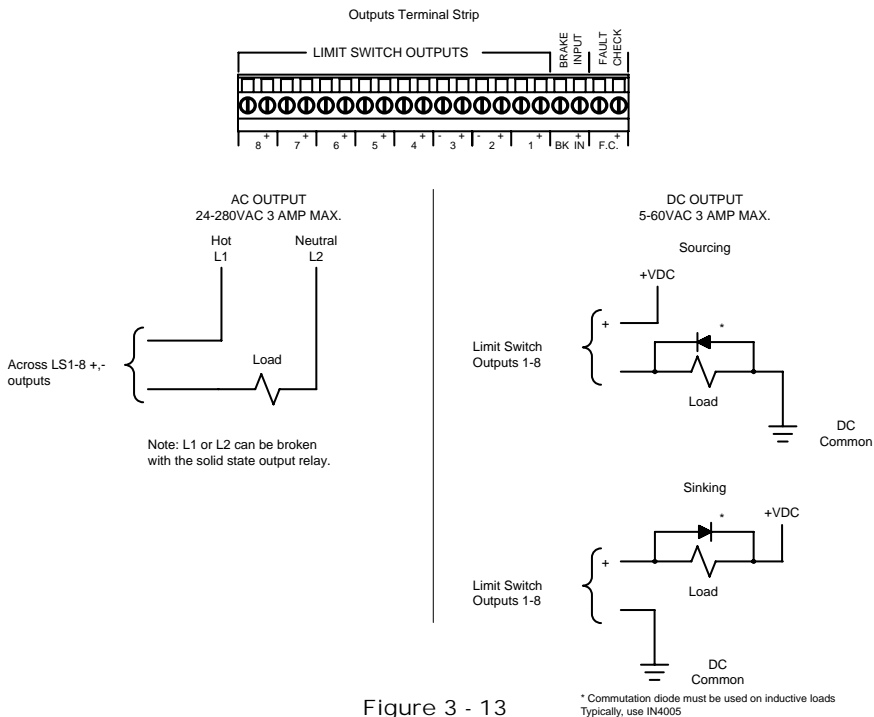 Outputs Terminal Strip
LIMIT SWITCH OUTPUTS
BRAKE
INPUT
FAULT
CHECK
8 + 7 + 6 + 5 + 4 + - 3 + - 2 + 1 + BK IN + F.C. +
AC OUTPUT
24-280VAC 3 AMP MAX.
Hot
L1
Neutral
L2
Across LS1-8 +,-
outputs
Load
Note: L1 or L2 can be broken
with the solid state output relay.
DC OUTPUT
5-60VAC 3 AMP MAX.
Sourcing
+VDC
+
*
Limit Switch
Outputs 1-8
Load
DC
Common
Sinking
+VDC
*
+
Limit Switch
Outputs 1-8
Load
DC
Common
Figure 3 - 13
* Commutation diode must be used on inductive loads
Typically, use IN4005